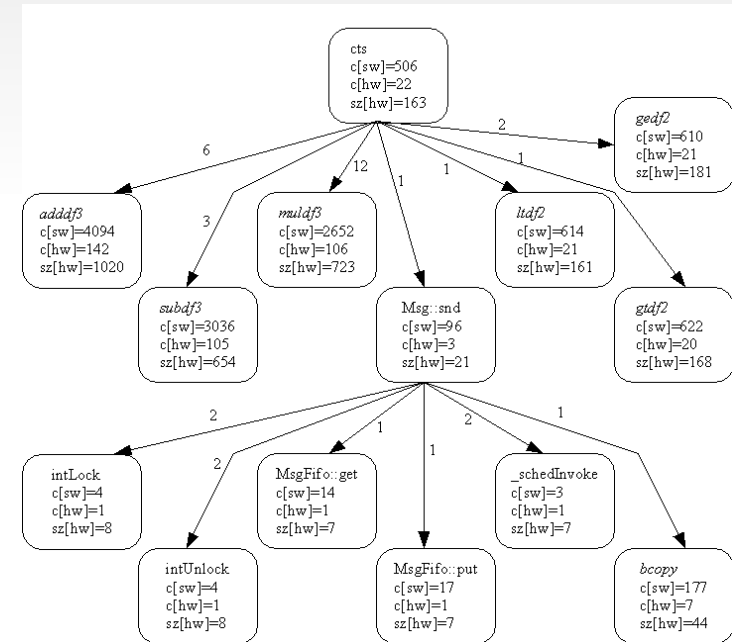 cts
c[sw]=506
c[hw]=22
sz[hw]=163
gedf2
c[sw]=610
c[hw]=21
sz[hw]=181
2
6
12
1
1
1
3
adddf3
c[sw]=4094
c[hw]=142
sz[hw]=1020
muldf3
c[sw]=2652
c[hw]=106
sz[hw]=723
ltdf2
c[sw]=614
c[hw]=21
sz[hw]=161
subdf3
c[sw]=3036
c[hw]=105
sz[hw]=654
Msg::snd
c[sw]=96
c[hw]=3
sz[hw]=21
gtdf2
c[sw]=622
c[hw]=20
sz[hw]=168
2
2
1
1
2
1
intLock
c[sw]=4
c[hw]=1
sz[hw]=8
MsgFifo::get
c[sw]=14
c[hw]=1
sz[hw]=7
_schedInvoke
c[sw]=3
c[hw]=1
sz[hw]=7
intUnlock
c[sw]=4
c[hw]=1
sz[hw]=8
MsgFifo::put
c[sw]=17
c[hw]=1
sz[hw]=7
bcopy
c[sw]=177
c[hw]=7
sz[hw]=44